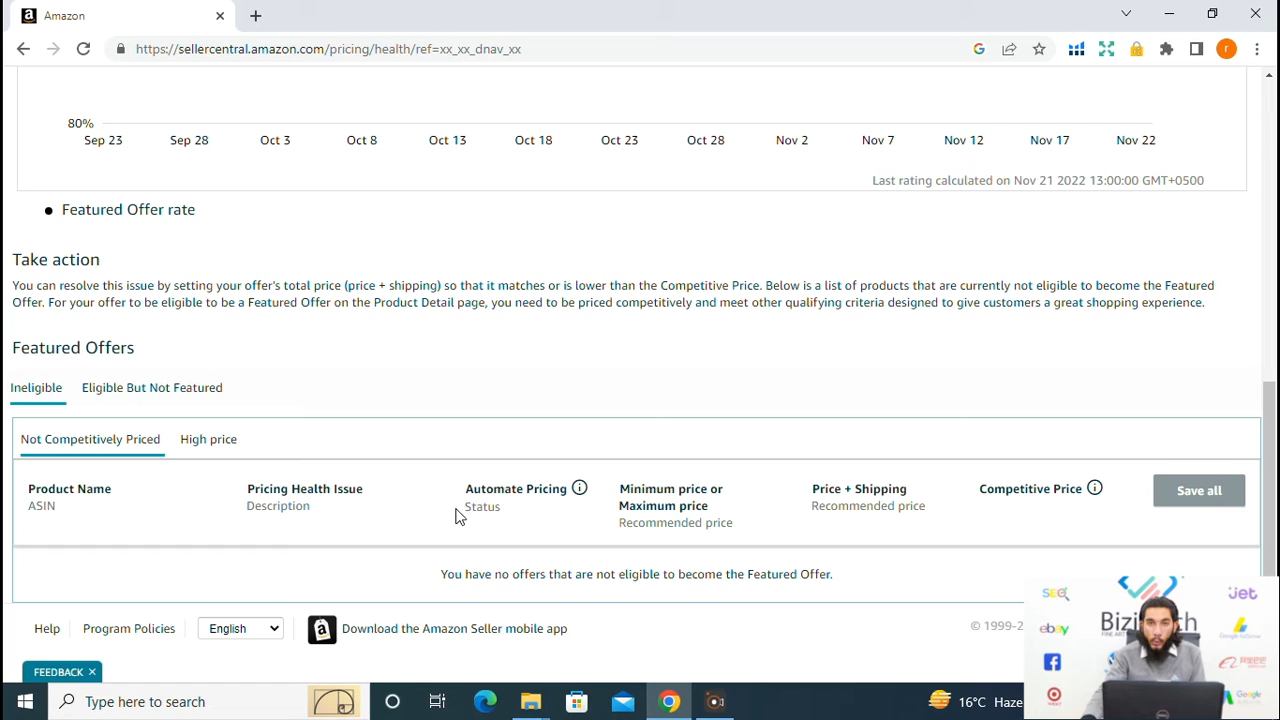 Amazon
https://sellercentral.amazon.com/pricing/health/ref=xx_xx_dnav_xx
80%
Sep 23 Sep 28 Oct 3 Oct 8 Oct 13 Oct 18 Oct 23 Oct 28 Nov 2 Nov 7 Nov 12 Nov 17 Nov 22
Last rating calculated on Nov 21 2022 13:00:00 GMT+0500
Featured Offer rate
Take action
You can resolve this issue by setting your offer's total price (price + shipping) so that it matches or is lower than the Competitive Price. Below is a list of products that are currently not eligible to become the Featured
Offer. For your offer to be eligible to be a Featured Offer on the Product Detail page, you need to be priced competitively and meet other qualifying criteria designed to give customers a great shopping experience.
Featured Offers
Ineligible Eligible But Not Featured
Not Competitively Priced High price
Product Name Pricing Health Issue Automate Pricing Minimum price or Price + Shipping Competitive Price Save all
ASIN Description Status Maximum price Recommended price
Recommended price
You have no offers that are not eligible to become the Featured Offer.
Help Program Policies English Download the Amazon Seller mobile app © 1999-2
FEEDBACK ×
Type here to search
16°C Haze
SEO
Jet
ebay